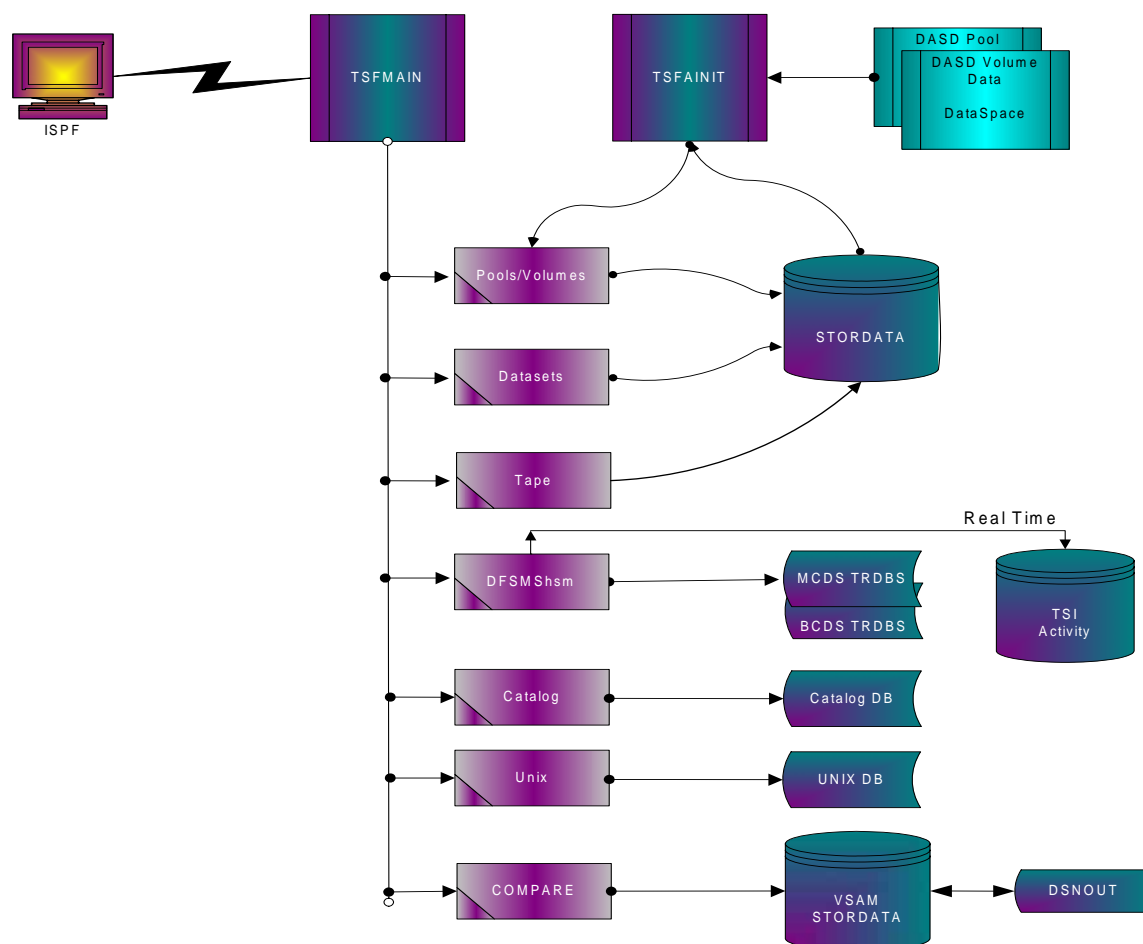 DASD Pool
DASD Volume
Data
DataSpace
TSFMAIN
TSFAINIT
ISPF
Pools/Volumes
STORDATA
Datasets
Tape
Real Time
DFSMShsm
MCDS TRDBS
BCDS TRDBS
TSI
Activity
Catalog
Catalog DB
Unix
UNIX DB
COMPARE
VSAM
STORDATA
DSNOUT